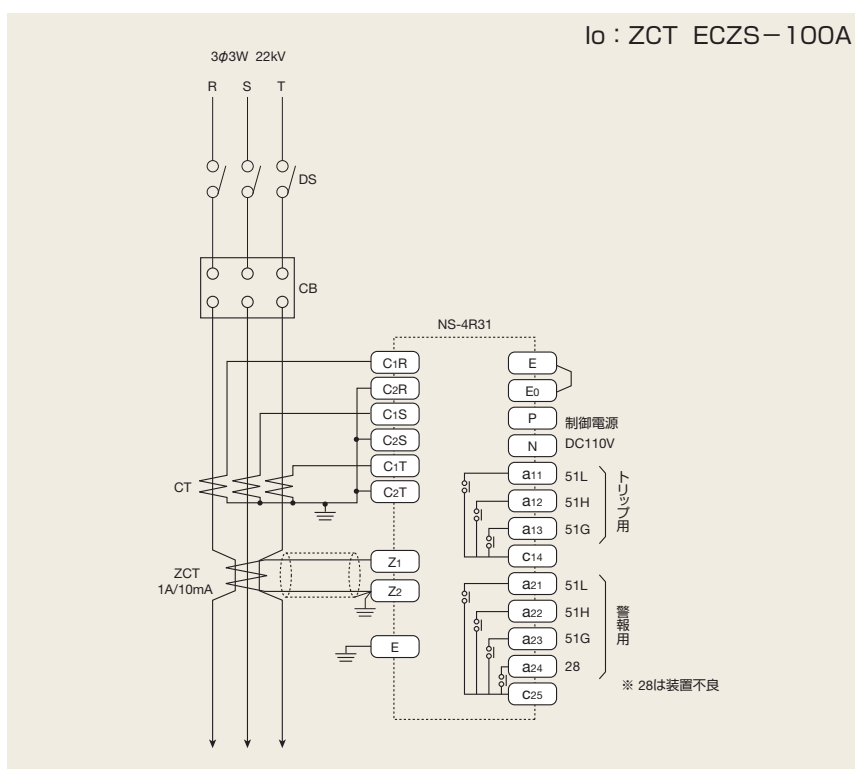 Io：ZCT ECZS－100A
3φ3W 22kV
R S T
DS
CB
NS-4R31
C1R
C2R
C1S
C2S
C1T
C2T
CT
Z1
Z2
ZCT
1A/10mA
E
E
E0
P
N
制御電源
DC110V
a11 51L
a12 51H
a13 51G
C14
トリップ用
a21 51L
a22 51H
a23 51G
a24 28
C25
警報用
※ 28は装置不良